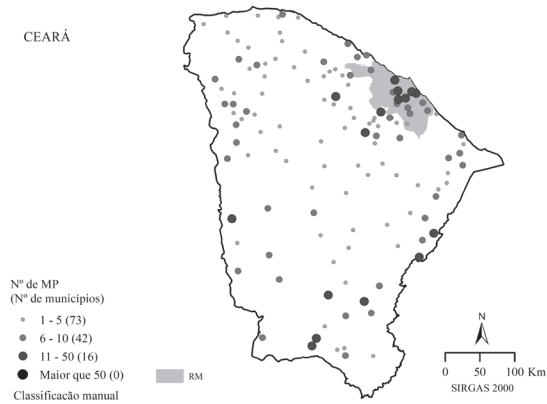 CEARÁ
Nº de MP
(Nº de municípios)
1 - 5 (73)
6 - 10 (42)
11 - 50 (16)
Maior que 50 (0)
Classificação manual
RM
N
0 50 100 Km
SIRGAS 2000